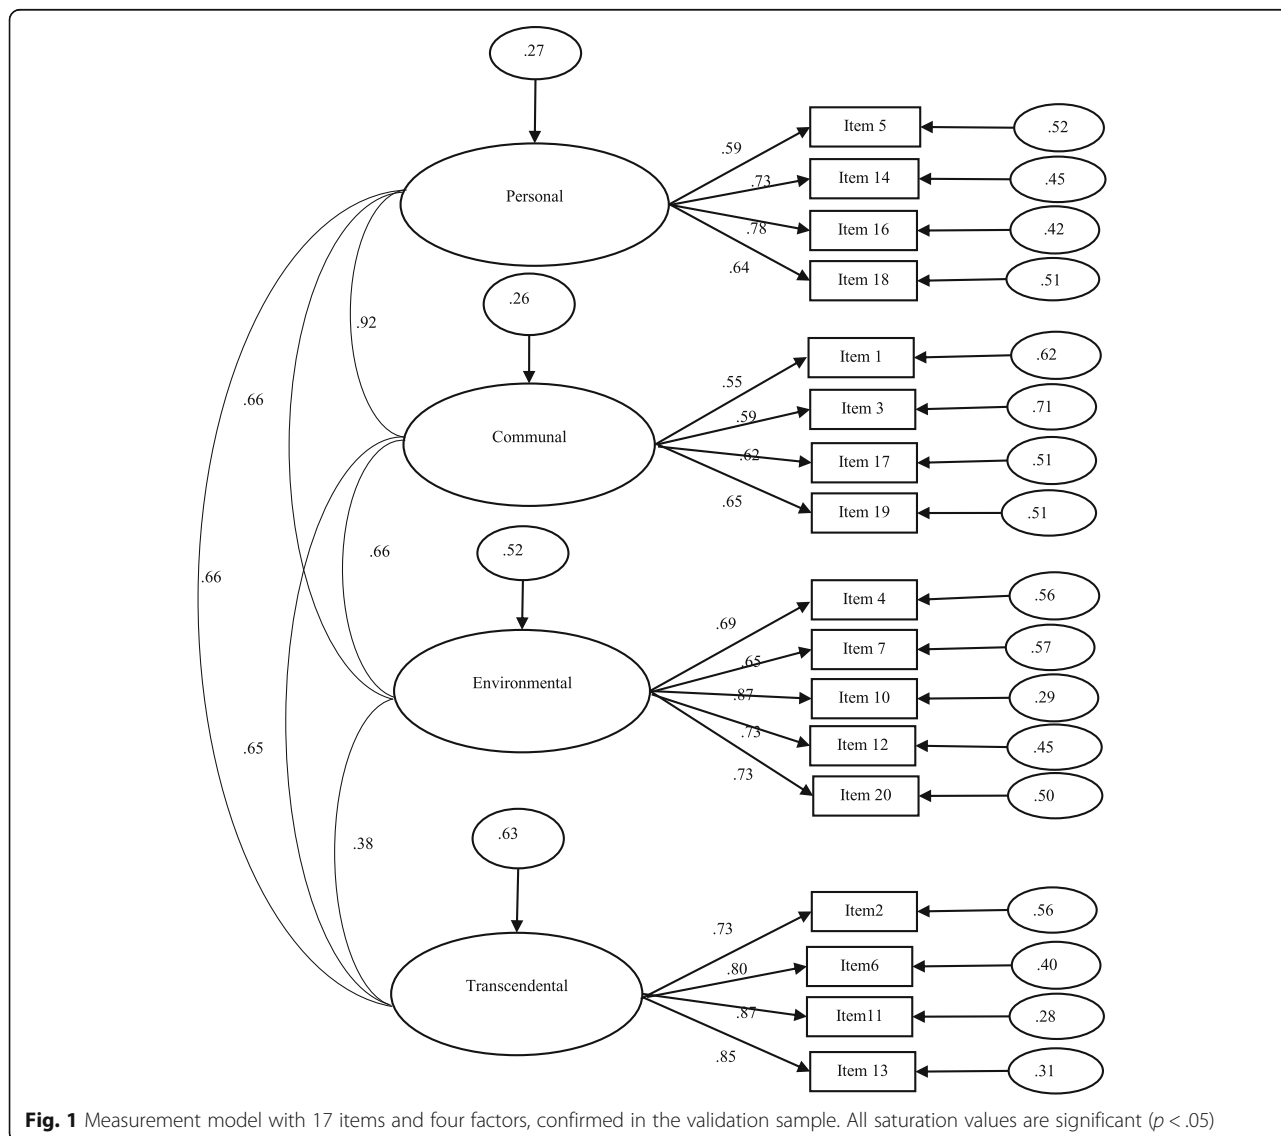 .27
Personal
.59
Item 5
.52
.73
Item 14
.45
.78
Item 16
.42
.64
Item 18
.51
.26
Communal
.55
Item 1
.62
.59
Item 3
.71
.62
Item 17
.51
.65
Item 19
.51
.52
Environmental
.69
Item 4
.56
.65
Item 7
.57
.87
Item 10
.29
.73
Item 12
.45
.73
Item 20
.50
.63
Transcendental
.73
Item2
.56
.80
Item6
.40
.87
Item11
.28
.85
Item 13
.31
.92
.66
.66
.66
.65
.38
Fig. 1 Measurement model with 17 items and four factors, confirmed in the validation sample. All saturation values are significant (p < .05)